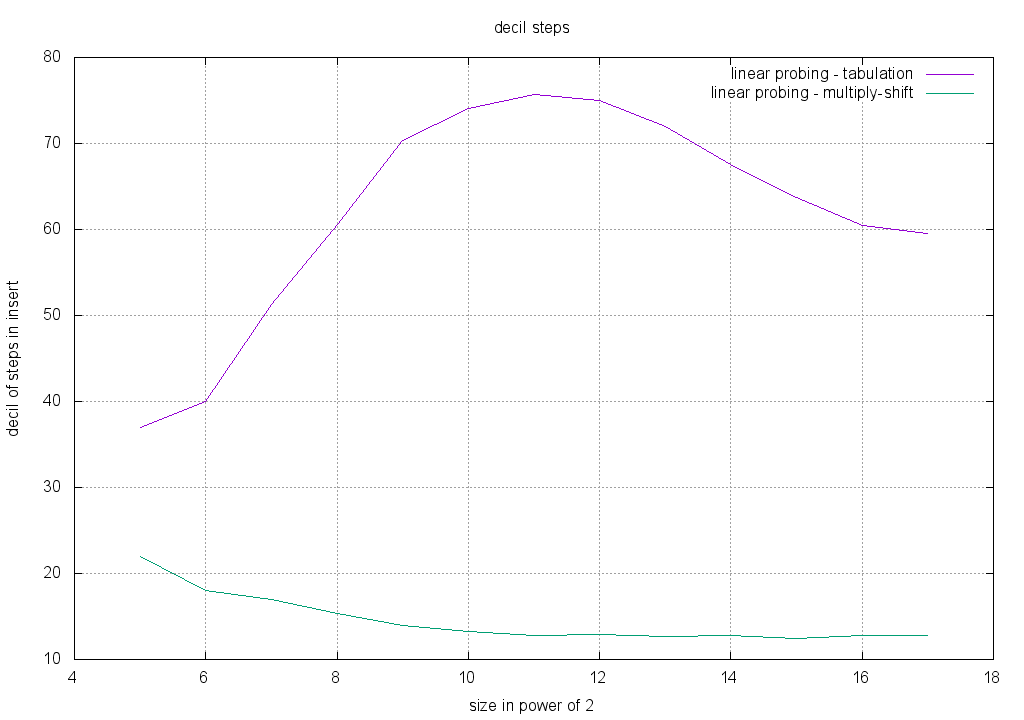 decil steps
linear probing - tabulation
linear probing - multiply-shift
80
70
60
50
40
30
20
10
decil of steps in insert
4 6 8 10 12 14 16 18
size in power of 2